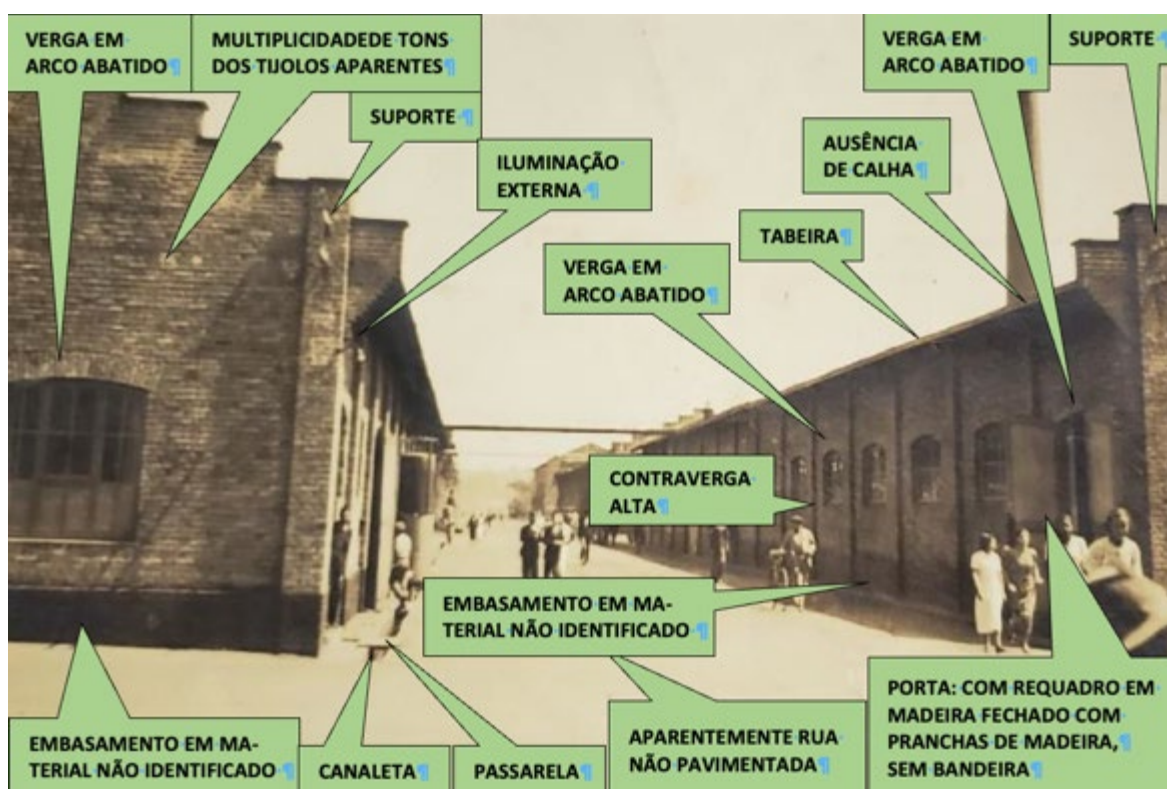 VERGA EM
ARCO ABATIDO¶
MULTIPLICIDADEDE TONS
DOS TIJOLOS APARENTES¶
VERGA EM
ARCO ABATIDO¶
SUPORTE¶
SUPORTE¶
ILUMINAÇÃO
EXTERNA¶
AUSÊNCIA
DE CALHA¶
TABEIRA¶
VERGA EM
ARCO ABATIDO¶
CONTRAVERGA
ALTA¶
EMBASAMENTO EM MA-
TERIAL NÃO IDENTIFICADO¶
EMBASAMENTO EM MA-
TERIAL NÃO IDENTIFICADO¶
CANALETA¶
PASSARELA¶
APARENTEMENTE RUA
NÃO PAVIMENTADA¶
PORTA: COM REQUADRO EM
MADEIRA FECHADO COM
PRANCHAS DE MADEIRA,¶
SEM BANDEIRA¶